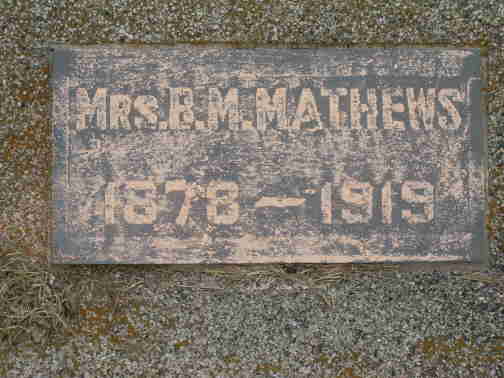 MRS. B. M. MATHEWS
1878 — 1919